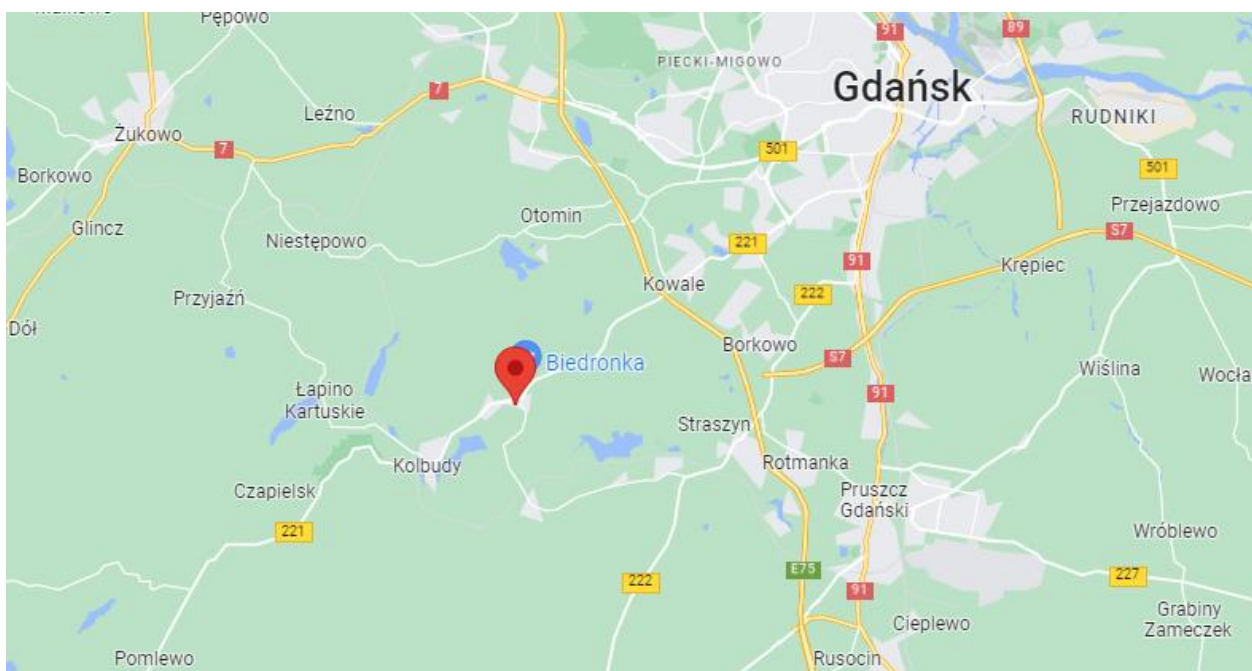 Pępowo
91
89
PIECKI-MIGOWO
Gdańsk
7
Leźno
RUDNIKI
Żukowo
7
501
501
Borkowo
Przejazdowo
Otomin
Glincz
Niestępowo
221
S7
91
Krępiec
Kowale
Przyjaźń
222
Dół
Borkowo
S7
Biedronka
Wiślina
Wocła
Łapino
Kartuskie
91
Straszyn
Kolbudy
Rotmanka
Czapielsk
Pruszcz
Gdański
221
Wróblewo
E75
222
227
91
Grabiny
Zameczek
Cieplewo
Pomlewo
Rusocin